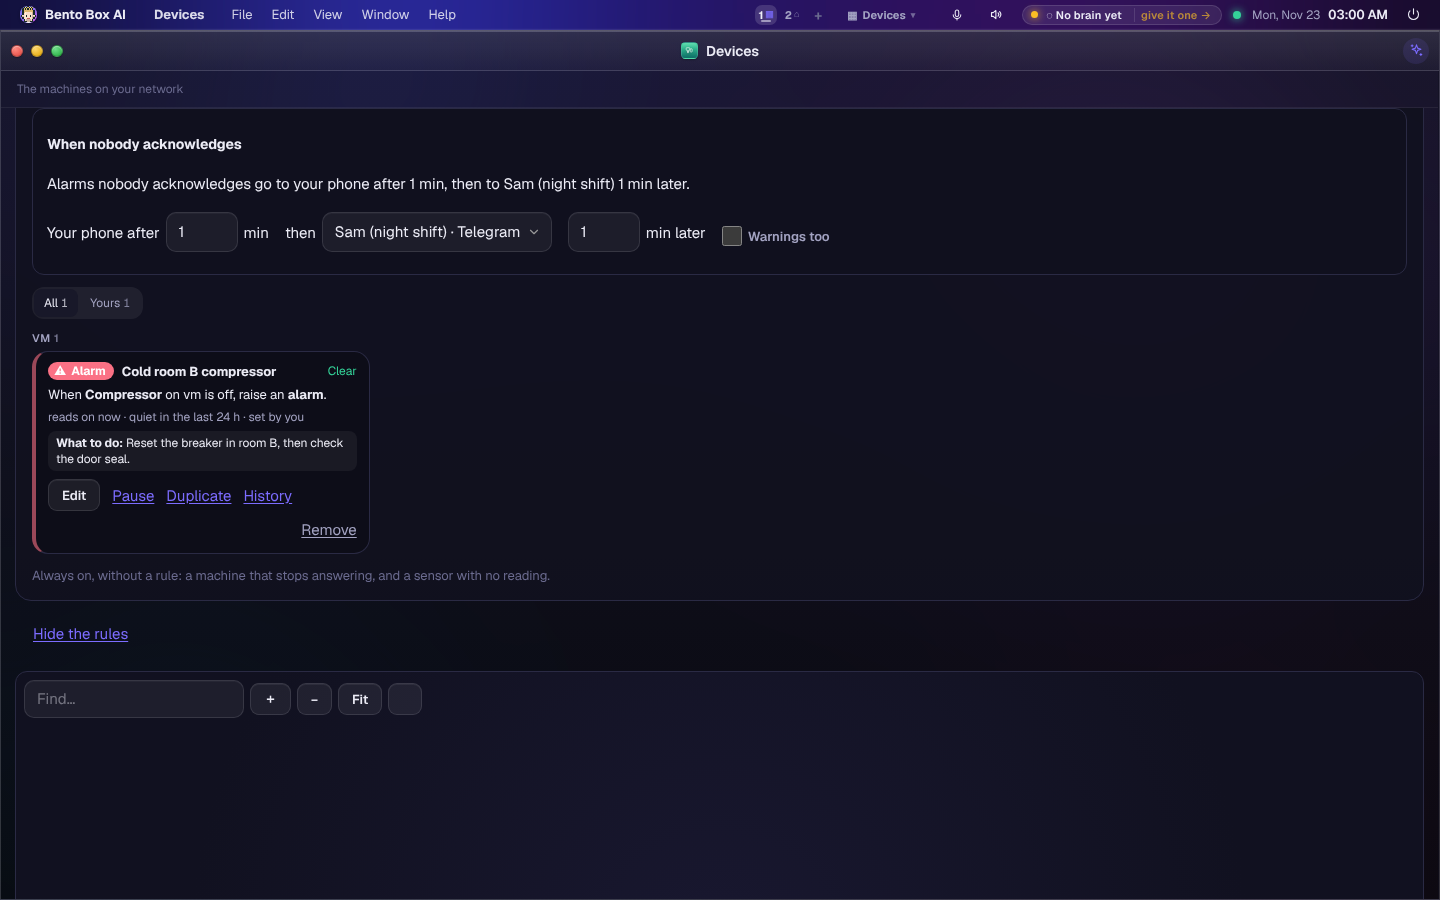 Bento Box AI Devices File Edit View Window Help 1 2 + Devices No brain yet give it one → Mon, Nov 23 03:00 AM
Devices
The machines on your network
When nobody acknowledges
Alarms nobody acknowledges go to your phone after 1 min, then to Sam (night shift) 1 min later.
Your phone after 1 min then Sam (night shift) · Telegram 1 min later Warnings too
All 1 Yours 1
VM 1
Alarm Cold room B compressor Clear
When Compressor on vm is off, raise an alarm.
reads on now · quiet in the last 24 h · set by you
What to do: Reset the breaker in room B, then check
the door seal.
Edit Pause Duplicate History
Remove
Always on, without a rule: a machine that stops answering, and a sensor with no reading.
Hide the rules
Find... + − Fit